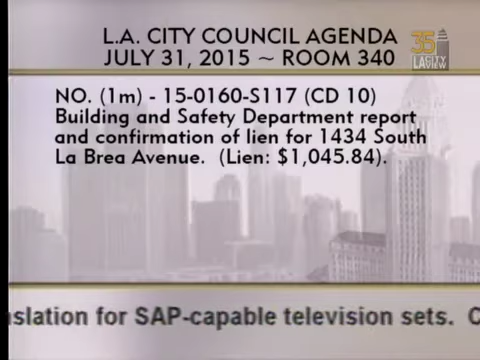 L.A. CITY COUNCIL AGENDA
JULY 31, 2015 ~ ROOM 340
35
LA CITY
VIEW
NO. (1m) - 15-0160-S117 (CD 10)
Building and Safety Department report
and confirmation of lien for 1434 South
La Brea Avenue. (Lien: $1,045.84).
for SAP-capable television sets.